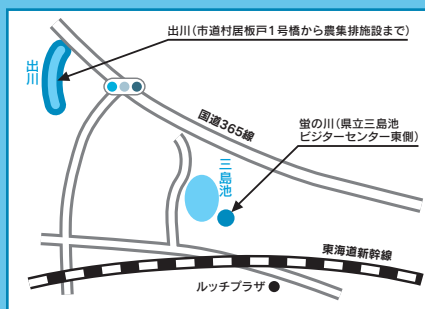 出川(市道村居板戸1号橋から農集排施設まで)
出川
国道365線
蛍の川(県立三島池
ビジターセンター東側)
三島池
東海道新幹線
ルッチプラザ